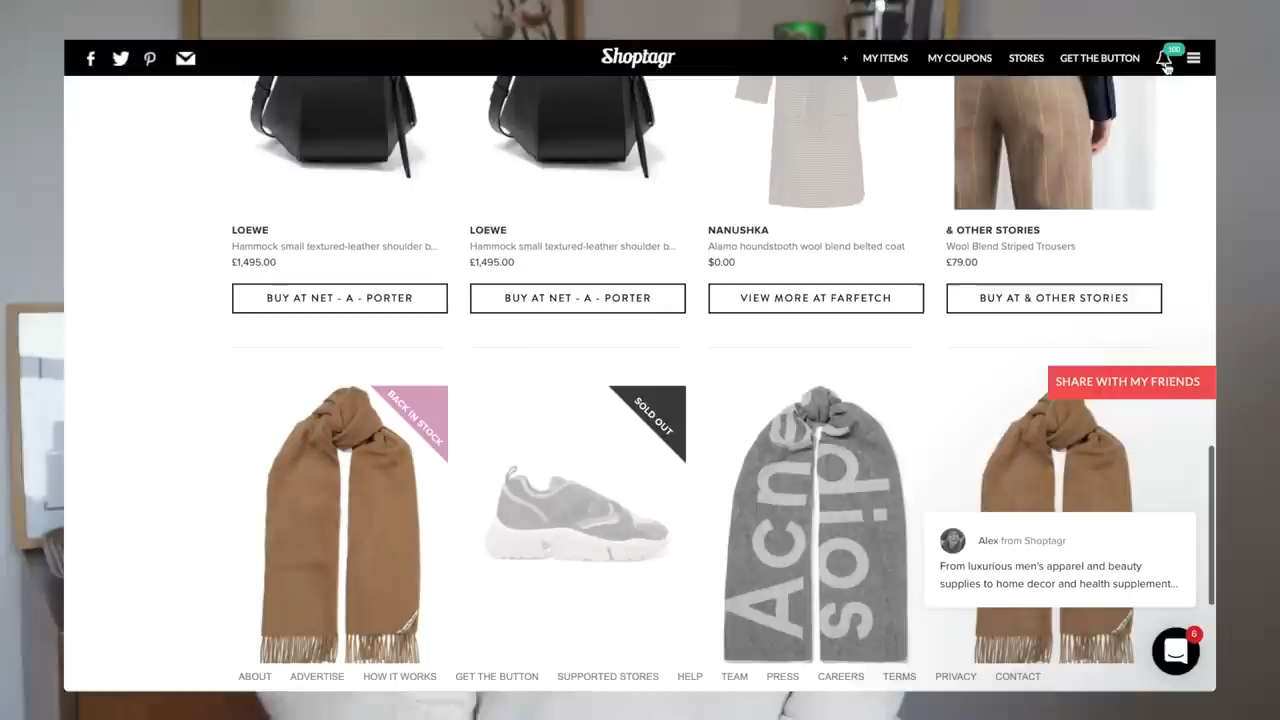 Shoptagr
+ MY ITEMS MY COUPONS STORES GET THE BUTTON 100
LOEWE
Hammock small textured-leather shoulder b...
£1,495.00
BUY AT NET - A - PORTER
LOEWE
Hammock small textured-leather shoulder b...
£1,495.00
BUY AT NET - A - PORTER
NANUSHKA
Alamo houndstooth wool blend belted coat
$0.00
VIEW MORE AT FARFETCH
& OTHER STORIES
Wool Blend Striped Trousers
£79.00
BUY AT & OTHER STORIES
SHARE WITH MY FRIENDS
BACK IN STOCK
SOLD OUT
Acne
Alex from Shoptagr
From luxurious men's apparel and beauty
supplies to home decor and health supplement...
6
ABOUT ADVERTISE HOW IT WORKS GET THE BUTTON SUPPORTED STORES HELP TEAM PRESS CAREERS TERMS PRIVACY CONTACT